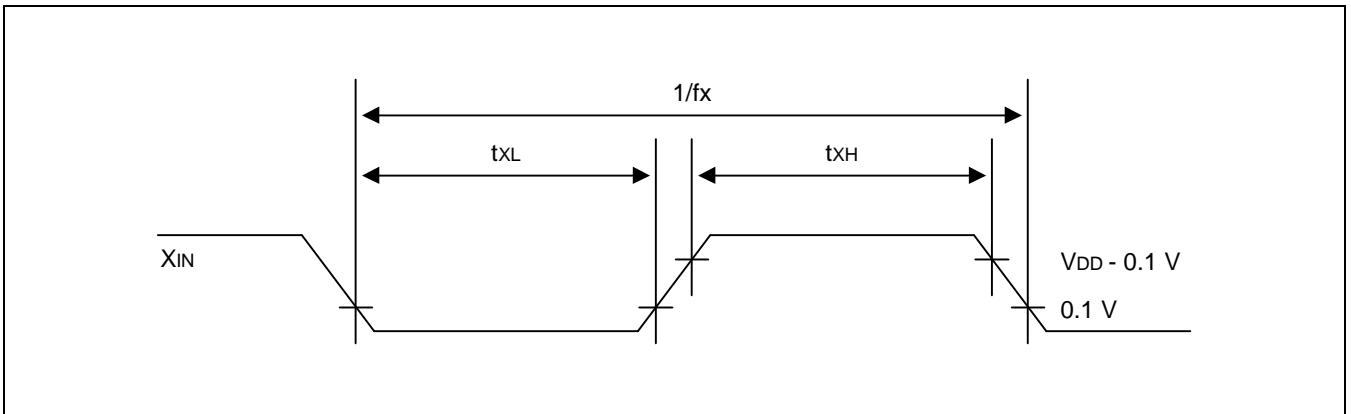 1/fx
tXL
tXH
XIN
VDD - 0.1 V
0.1 V